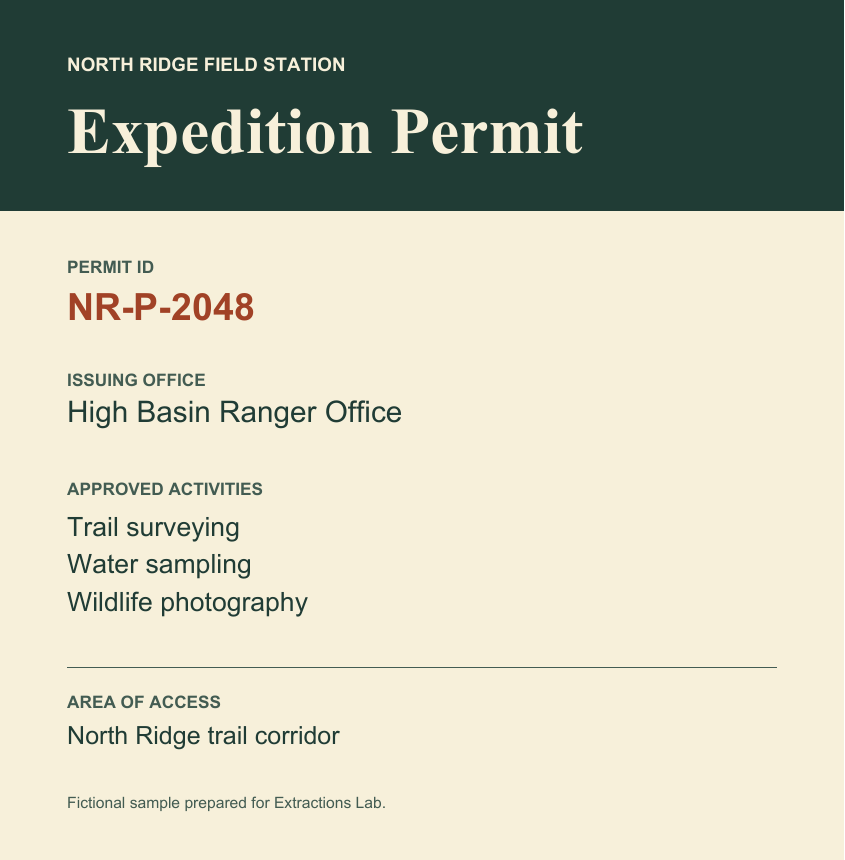 NORTH RIDGE FIELD STATION
Expedition Permit
PERMIT ID
NR-P-2048
ISSUING OFFICE
High Basin Ranger Office
APPROVED ACTIVITIES
Trail surveying
Water sampling
Wildlife photography
AREA OF ACCESS
North Ridge trail corridor
Fictional sample prepared for Extractions Lab.